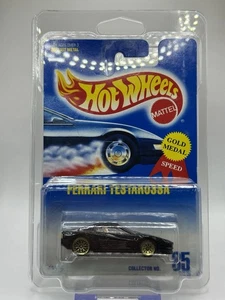 Hot Wheels
MATTEL
GOLD
MEDAL
SPEED
FERRARI TESTAROSSA
COLLECTOR NO.
35